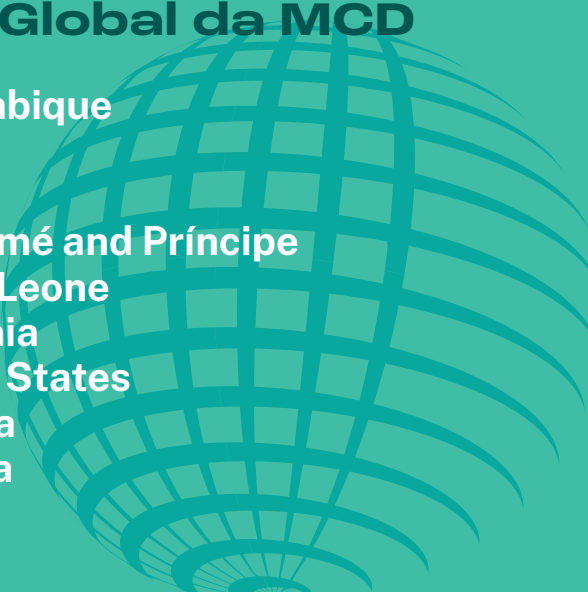 Global da MCD
abique
mé and Príncipe
Leone
nia
States
a
a